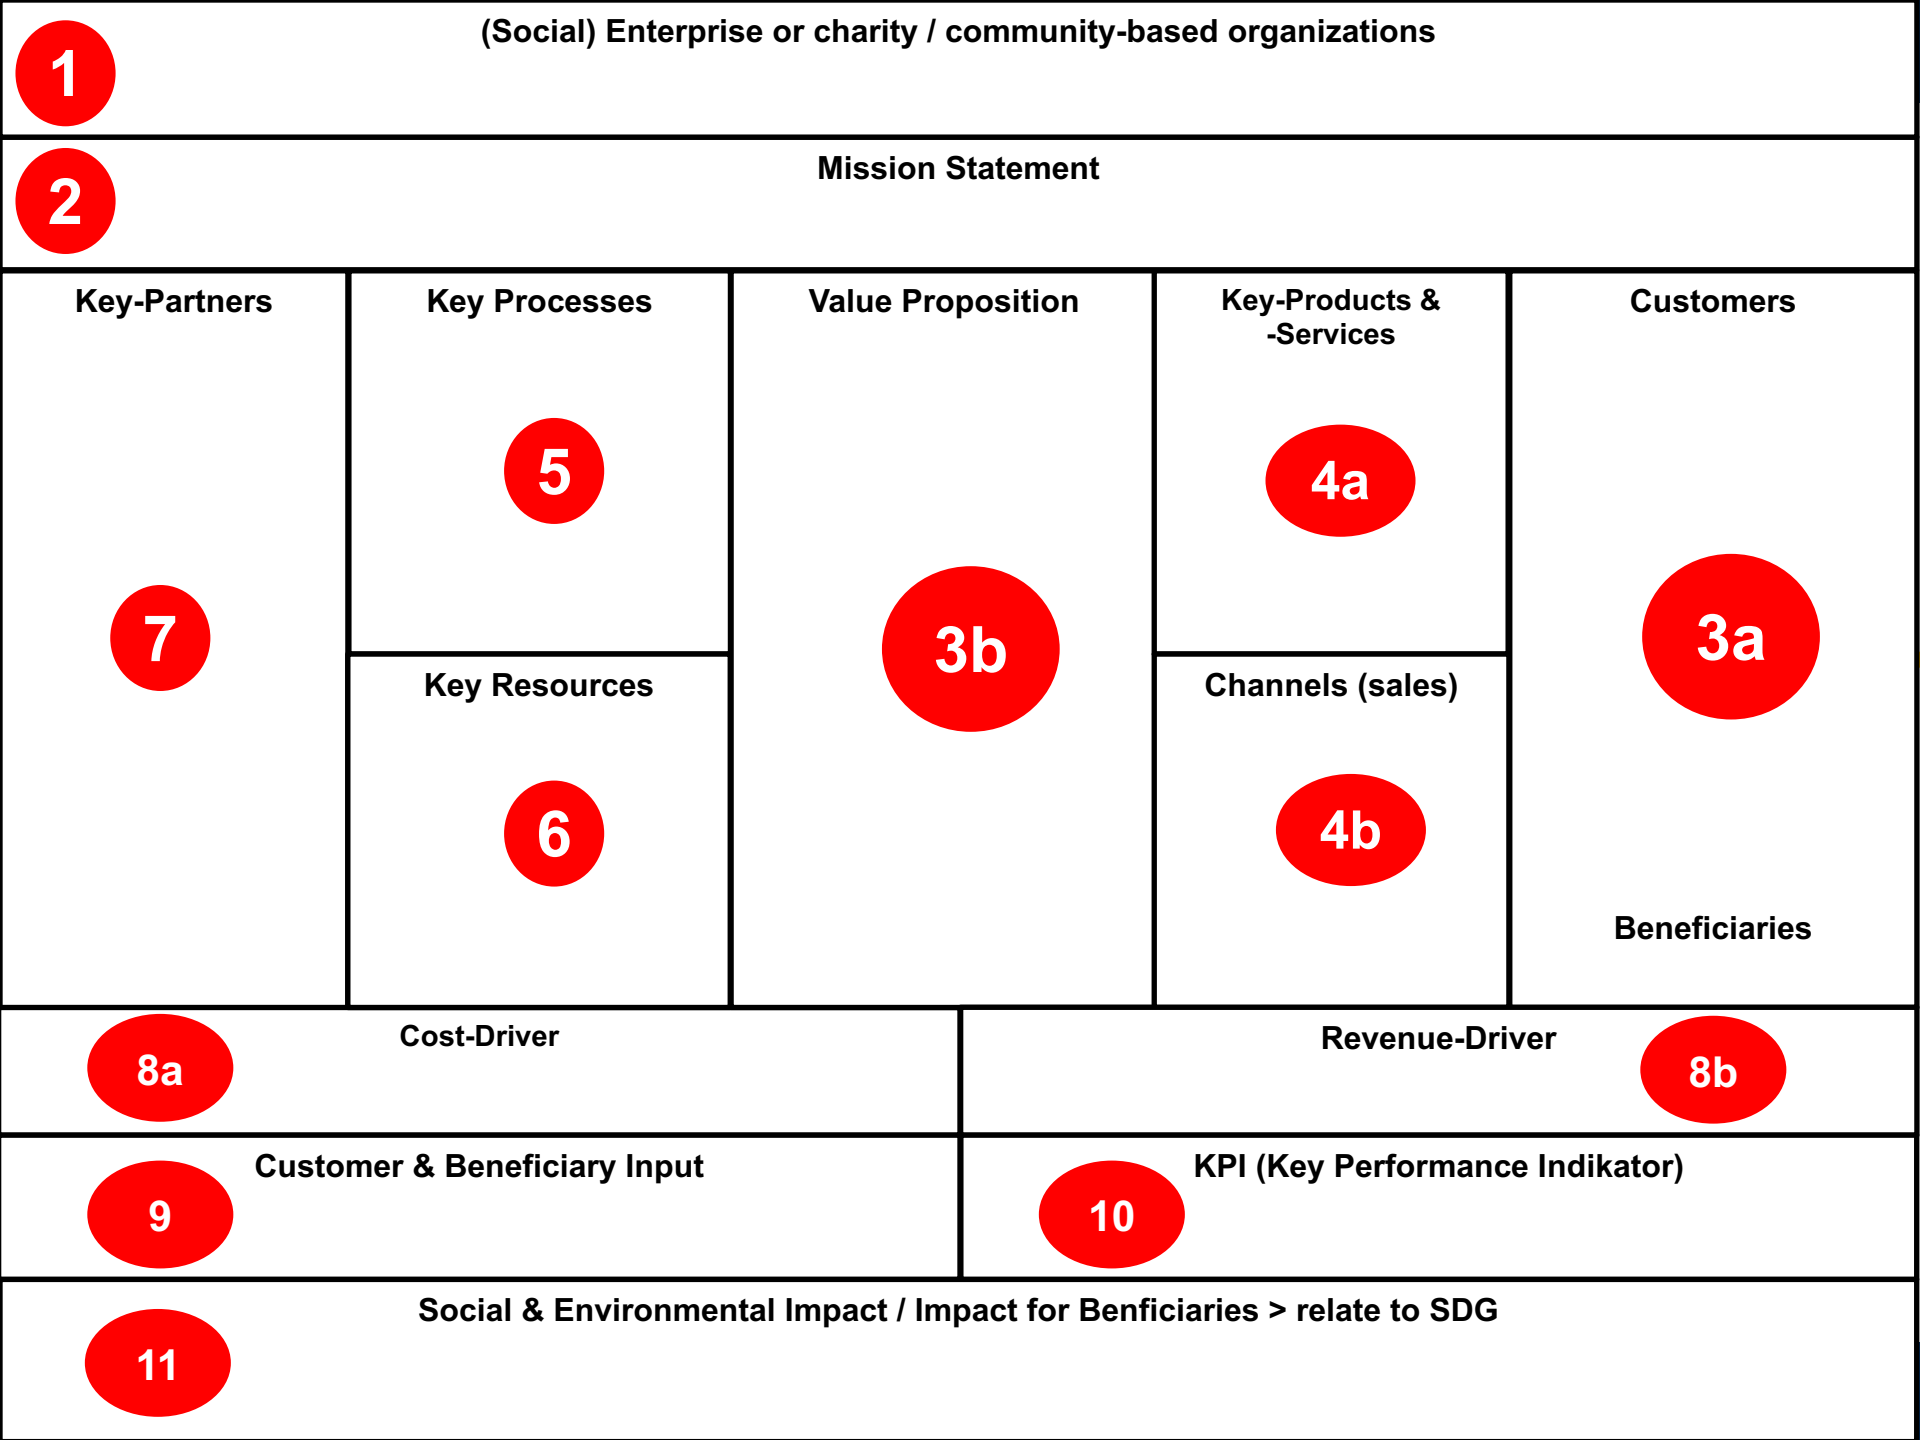 (Social) Enterprise or charity / community-based organizations
1
Mission Statement
2
Key-Partners
7
Key Processes
5
Key Resources
6
Value Proposition
3b
Key-Products &
-Services
4a
Channels (sales)
4b
Customers
3a
Beneficiaries
Cost-Driver
8a
Revenue-Driver
8b
Customer & Beneficiary Input
9
KPI (Key Performance Indikator)
10
Social & Environmental Impact / Impact for Benficiaries > relate to SDG
11